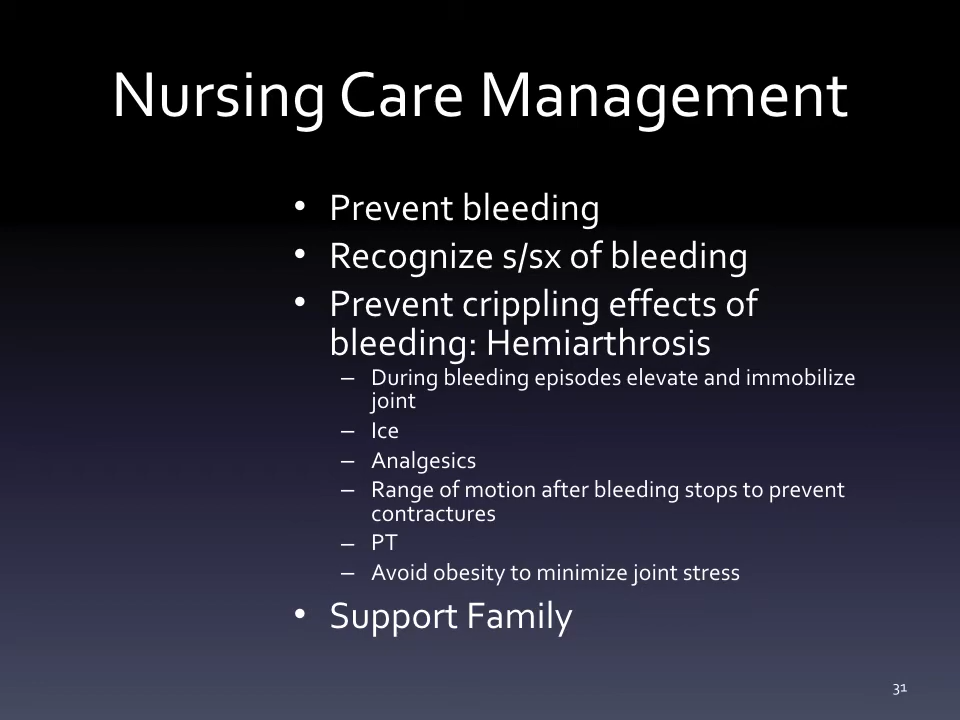 Nursing Care Management
• Prevent bleeding
• Recognize s/sx of bleeding
• Prevent crippling effects of
bleeding: Hemiarthrosis
– During bleeding episodes elevate and immobilize
joint
– Ice
– Analgesics
– Range of motion after bleeding stops to prevent
contractures
– PT
– Avoid obesity to minimize joint stress
• Support Family
31